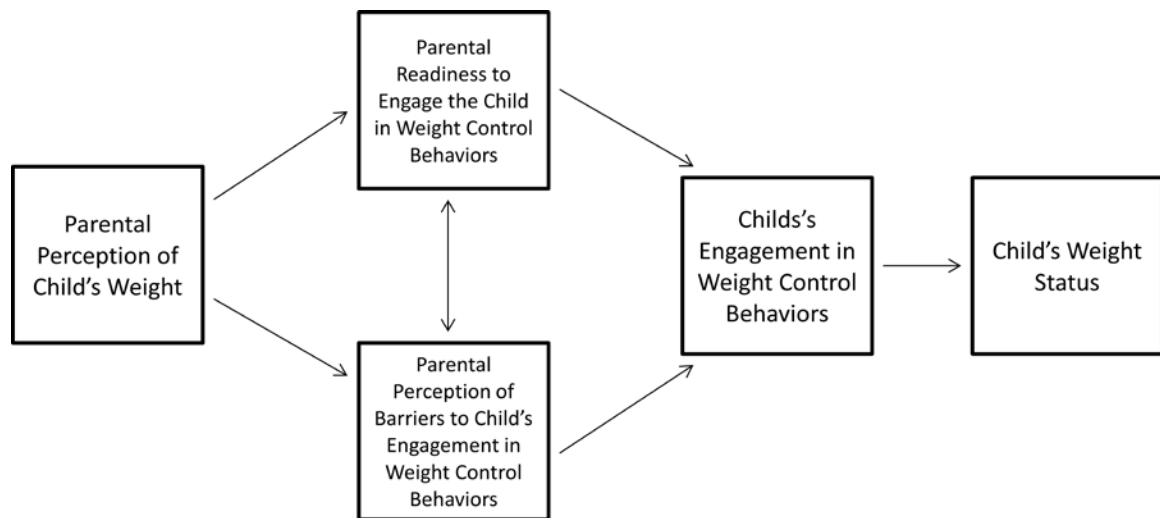 Parental
Perception of
Child’s Weight
Parental
Readiness to
Engage the Child
in Weight Control
Behaviors
Parental
Perception of
Barriers to Child’s
Engagement in
Weight Control
Behaviors
Childs’s
Engagement in
Weight Control
Behaviors
Child’s Weight
Status